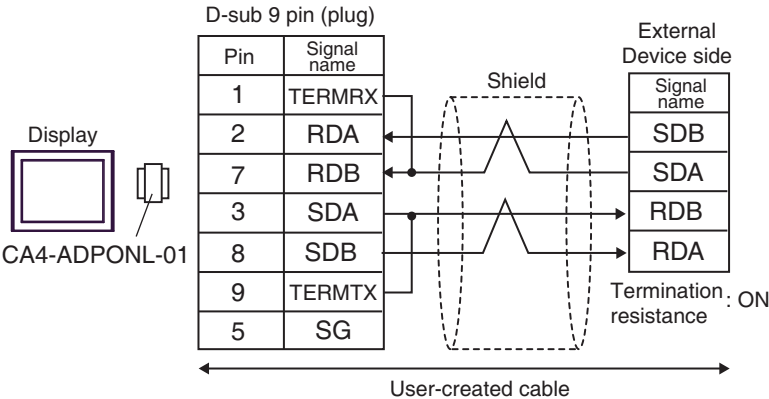 D-sub 9 pin (plug)
Pin Signal name
1 TERMRX
2 RDA
7 RDB
3 SDA
8 SDB
9 TERMTX
5 SG
Display
CA4-ADPONL-01
Shield
External
Device side
Signal name
SDB
SDA
RDB
RDA
Termination resistance : ON
User-created cable